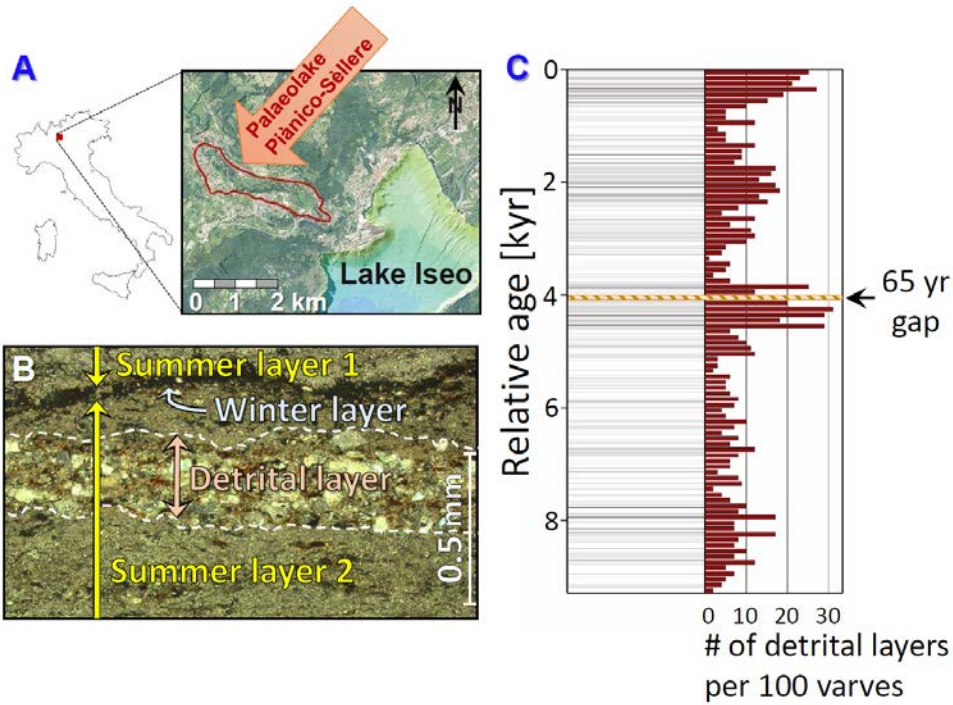 A
Palaeolake
Piànico-Sèllere
N
Lake Iseo
0 1 2 km
B
Summer layer 1
Winter layer
Detrital layer
Summer layer 2
0.5 mm
C
Relative age [kyr]
0
2
4
6
8
65 yr
gap
0 10 20 30
# of detrital layers
per 100 varves